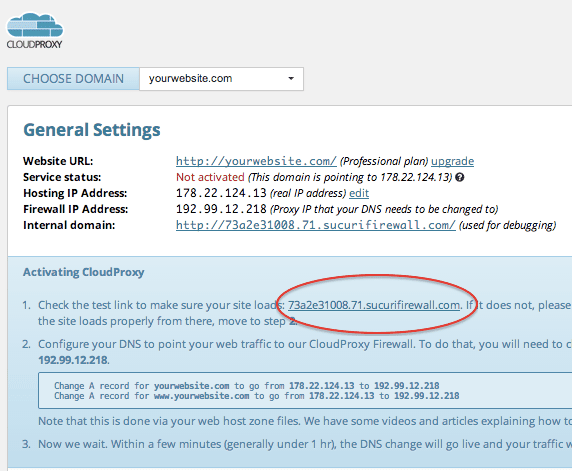 CLOUDPROXY
CHOOSE DOMAIN yourwebsite.com
General Settings
Website URL: http://yourwebsite.com/ (Professional plan) upgrade
Service status: Not activated (This domain is pointing to 178.22.124.13) ?
Hosting IP Address: 178.22.124.13 (real IP address) edit
Firewall IP Address: 192.99.12.218 (Proxy IP that your DNS needs to be changed to)
Internal domain: http://73a2e31008.71.sucurifirewall.com/ (used for debugging)
Activating CloudProxy
1. Check the test link to make sure your site loads: 73a2e31008.71.sucurifirewall.com. If it does not, please
the site loads properly from there, move to step 2.
2. Configure your DNS to point your web traffic to our CloudProxy Firewall. To do that, you will need to c
192.99.12.218.
Change A record for yourwebsite.com to go from 178.22.124.13 to 192.99.12.218
Change A record for www.yourwebsite.com to go from 178.22.124.13 to 192.99.12.218
Note that this is done via your web host zone files. We have some videos and articles explaining how to
3. Now we wait. Within a few minutes (generally under 1 hr), the DNS change will go live and your traffic w